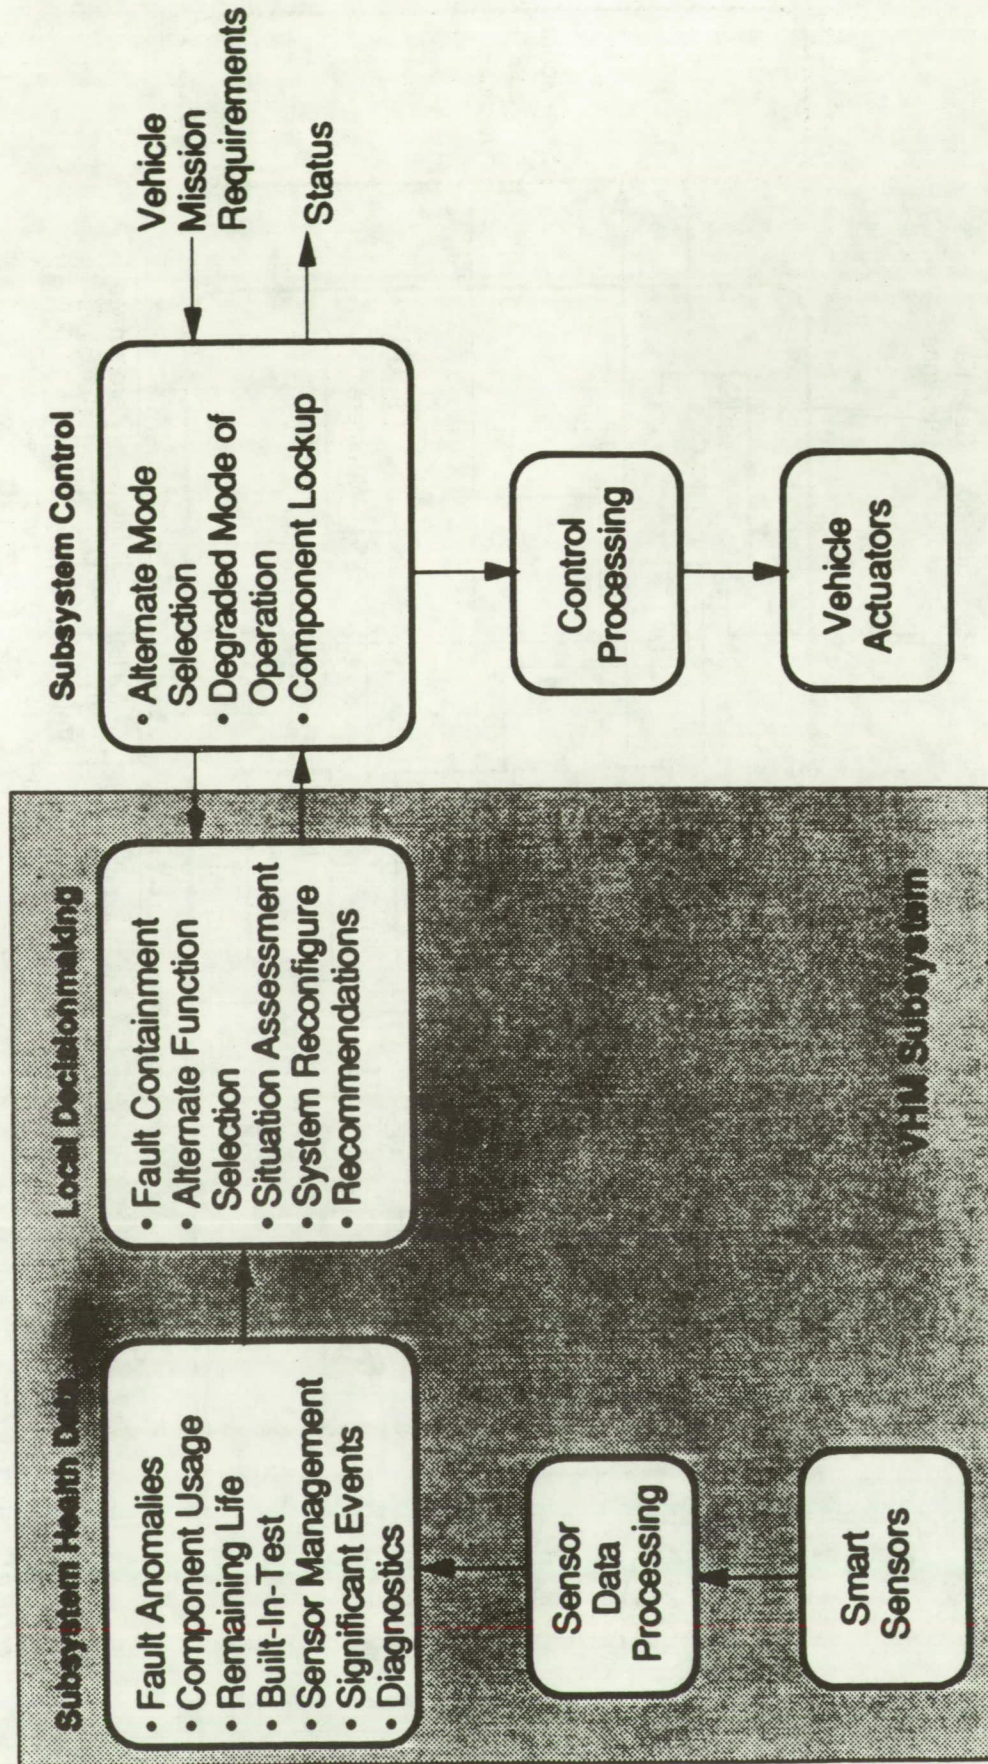 Subsystem Health Data
• Fault Anomalies
• Component Usage
• Remaining Life
• Built-In-Test
• Sensor Management
• Significant Events
• Diagnostics
Sensor
Data
Processing
Smart
Sensors
Local Decisionmaking
• Fault Containment
• Alternate Function
Selection
• Situation Assessment
• System Reconfigure
• Recommendations
VHM Subsystem
Subsystem Control
• Alternate Mode
Selection
• Degraded Mode of
Operation
• Component Lockup
Control
Processing
Vehicle
Actuators
Vehicle
Mission
Requirements
Status